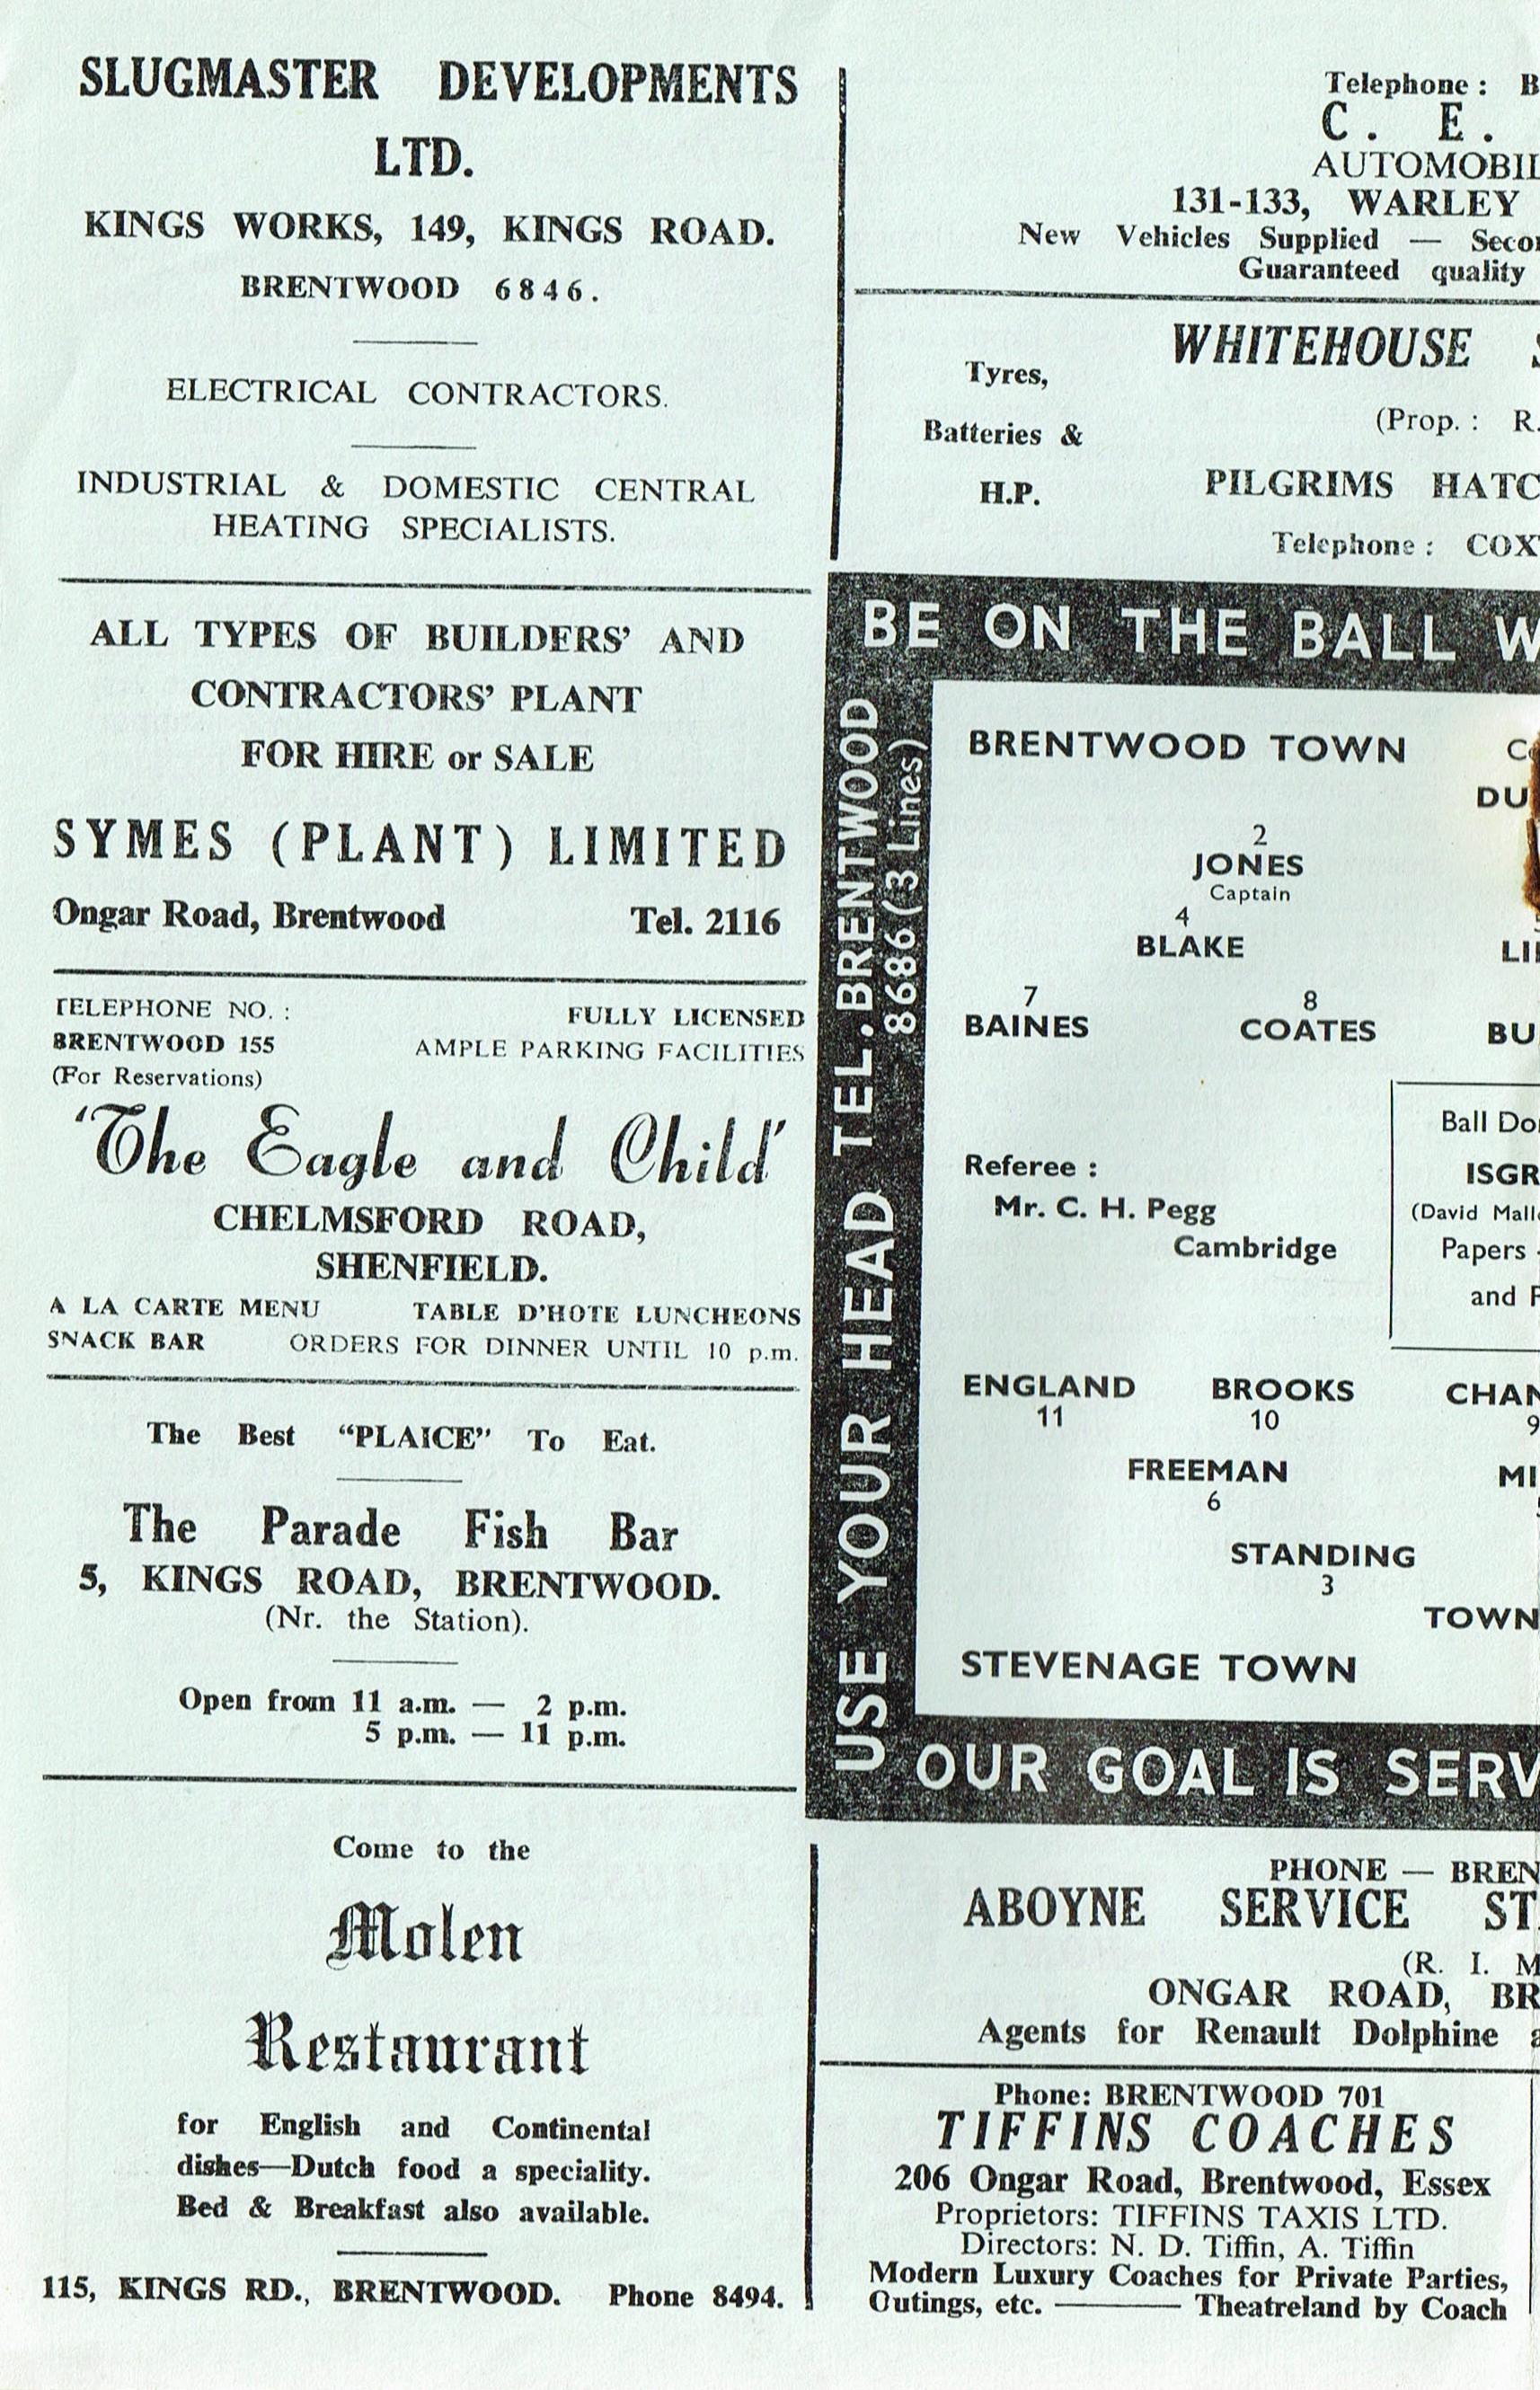 SLUGMASTER DEVELOPMENTS
LTD.
KINGS WORKS, 149, KINGS ROAD.
BRENTWOOD 6846.
ELECTRICAL CONTRACTORS.
INDUSTRIAL & DOMESTIC CENTRAL
HEATING SPECIALISTS.
ALL TYPES OF BUILDERS' AND
CONTRACTORS' PLANT
FOR HIRE or SALE
SYMES (PLANT) LIMITED
Ongar Road, Brentwood Tel. 2116
TELEPHONE NO. : FULLY LICENSED
BRENTWOOD 155 AMPLE PARKING FACILITIES
(For Reservations)
'The Eagle and Child'
CHELMSFORD ROAD,
SHENFIELD.
A LA CARTE MENU TABLE D'HOTE LUNCHEONS
SNACK BAR ORDERS FOR DINNER UNTIL 10 p.m.
The Best "PLAICE" To Eat.
The Parade Fish Bar
5, KINGS ROAD, BRENTWOOD.
(Nr. the Station).
Open from 11 a.m. — 2 p.m.
5 p.m. — 11 p.m.
Come to the
Molen
Restaurant
for English and Continental
dishes—Dutch food a speciality.
Bed & Breakfast also available.
115, KINGS RD., BRENTWOOD. Phone 8494.
Telephone :
C. E.
131-133, WARLEY
New Vehicles Supplied —
Guaranteed quality
WHITEHOUSE
Tyres,
(Prop. : R.
Batteries &
PILGRIMS
H.P.
Telephone :
BE ON THE BALL
USE YOUR HEAD TEL. BRENTWOOD
8686 (3 Lines)
BRENTWOOD TOWN
2
JONES
Captain
4
BLAKE
7 8
BAINES COATES
Ball
Referee :
Mr. C. H. Pegg
(David
Cambridge
Papers
and
ENGLAND BROOKS
11 10 9
FREEMAN
6
STANDING
3
STEVENAGE TOWN
OUR GOAL IS
PHONE —
ABOYNE SERVICE
(R. I.
ONGAR ROAD,
Agents for Renault Dolphine
Phone: BRENTWOOD 701
TIFFINS COACHES
206 Ongar Road, Brentwood, Essex
Proprietors: TIFFINS TAXIS LTD.
Directors: N. D. Tiffin, A. Tiffin
Modern Luxury Coaches for Private Parties,
Outings, etc. ——— Theatreland by Coach